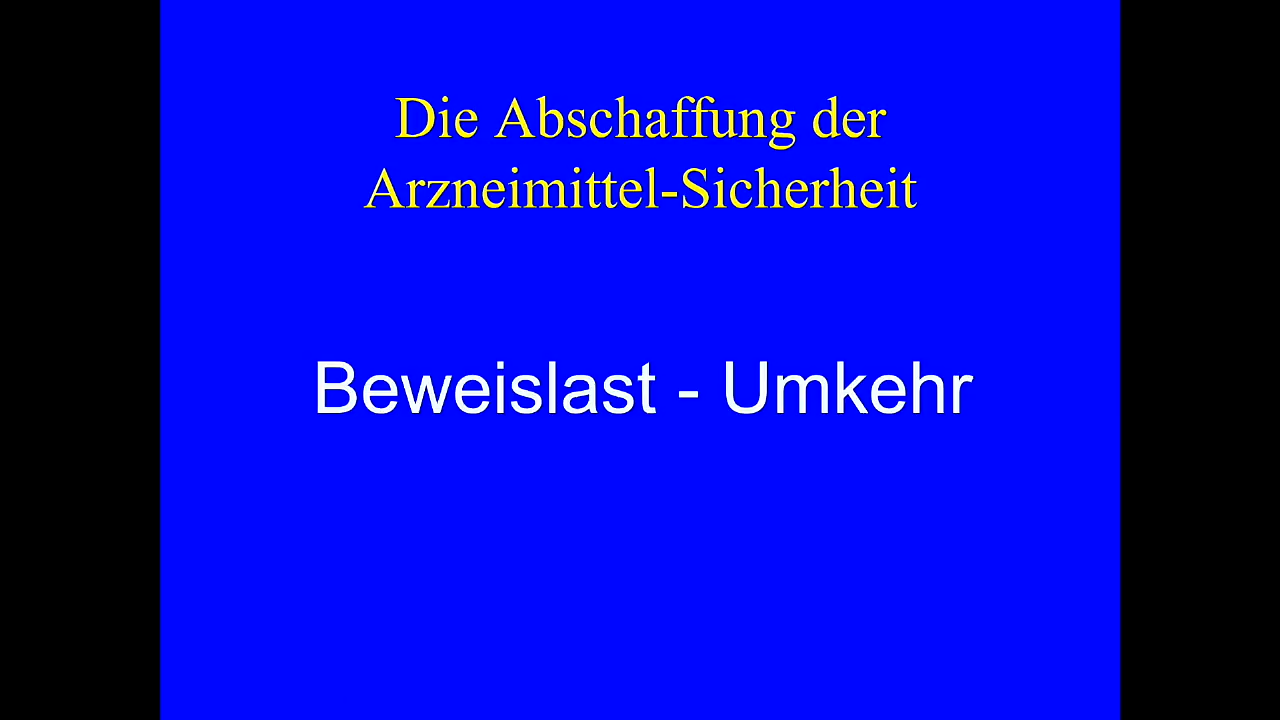 Die Abschaffung der
Arzneimittel-Sicherheit
Beweislast - Umkehr